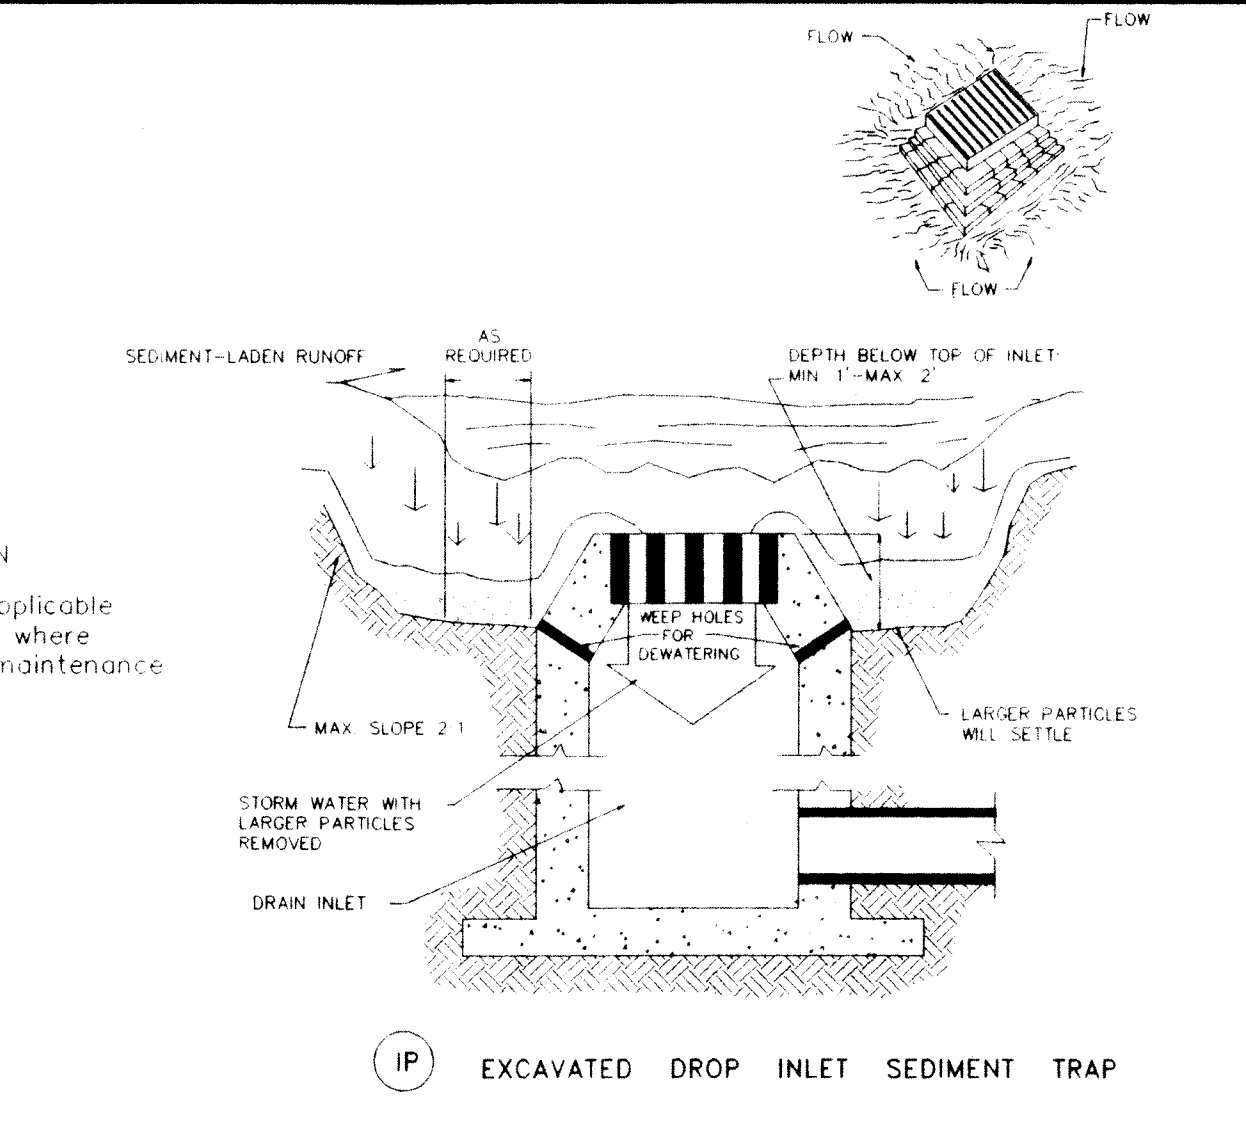 FLOW
FLOW
FLOW
SEDIMENT-LADEN RUNOFF
AS
REQUIRED
DEPTH BELOW TOP OF INLET:
MIN 1'-MAX 2'
N
pplicable
where
maintenance
WEEP HOLES
FOR
DEWATERING
MAX. SLOPE 2:1
LARGER PARTICLES
WILL SETTLE
STORM WATER WITH
LARGER PARTICLES
REMOVED
DRAIN INLET
IP EXCAVATED DROP INLET SEDIMENT TRAP